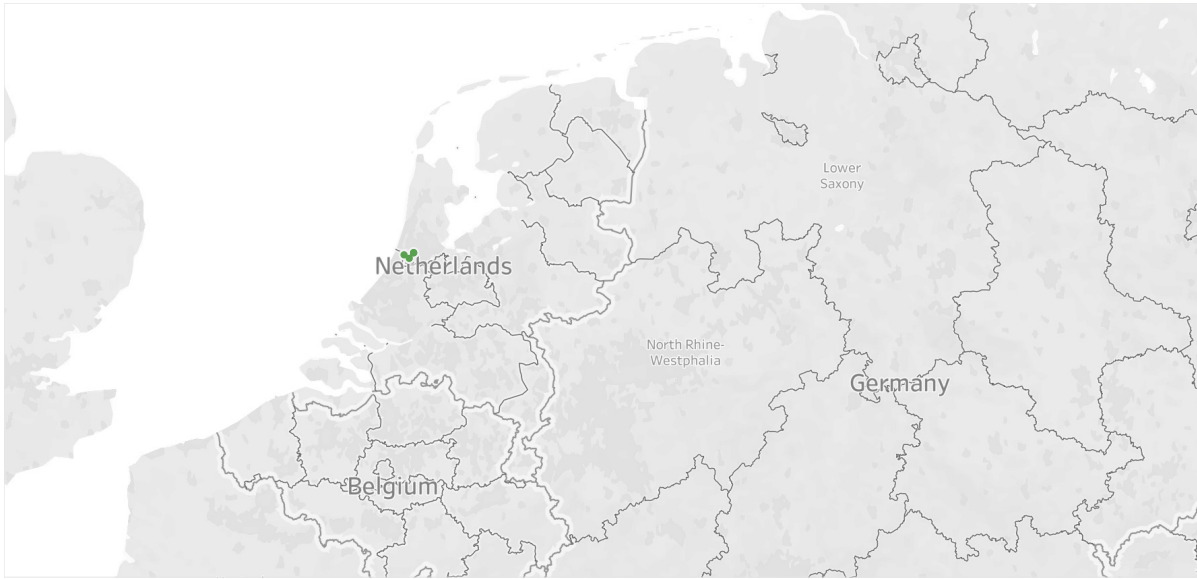 Lower
Saxony
Netherlands
North Rhine-
Westphalia
Germany
Belgium